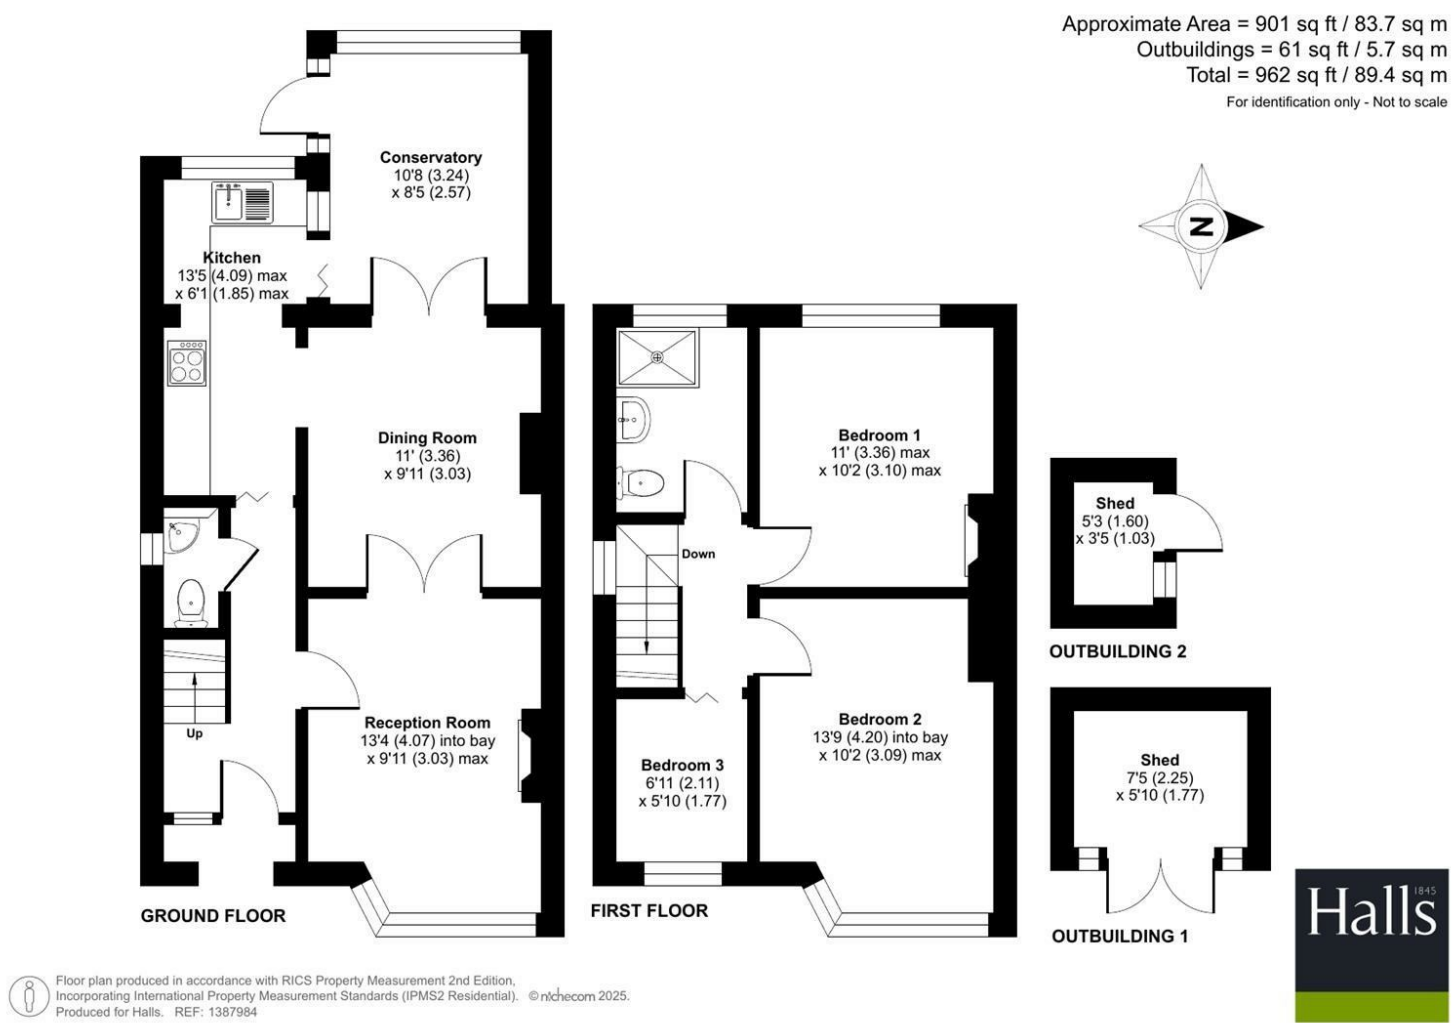 Approximate Area = 901 sq ft / 83.7 sq m
Outbuildings = 61 sq ft / 5.7 sq m
Total = 962 sq ft / 89.4 sq m
For identification only - Not to scale
N
Conservatory
10'8 (3.24)
x 8'5 (2.57)
Kitchen
13'5 (4.09) max
x 6'1 (1.85) max
Dining Room
11' (3.36)
x 9'11 (3.03)
Reception Room
13'4 (4.07) into bay
x 9'11 (3.03) max
Up
GROUND FLOOR
Bedroom 1
11' (3.36) max
x 10'2 (3.10) max
Down
Bedroom 2
13'9 (4.20) into bay
x 10'2 (3.09) max
Bedroom 3
6'11 (2.11)
x 5'10 (1.77)
FIRST FLOOR
Shed
5'3 (1.60)
x 3'5 (1.03)
OUTBUILDING 2
Shed
7'5 (2.25)
x 5'10 (1.77)
OUTBUILDING 1
1845
Halls
Floor plan produced in accordance with RICS Property Measurement 2nd Edition,
Incorporating International Property Measurement Standards (IPMS2 Residential). © nichecom 2025.
Produced for Halls. REF: 1387984